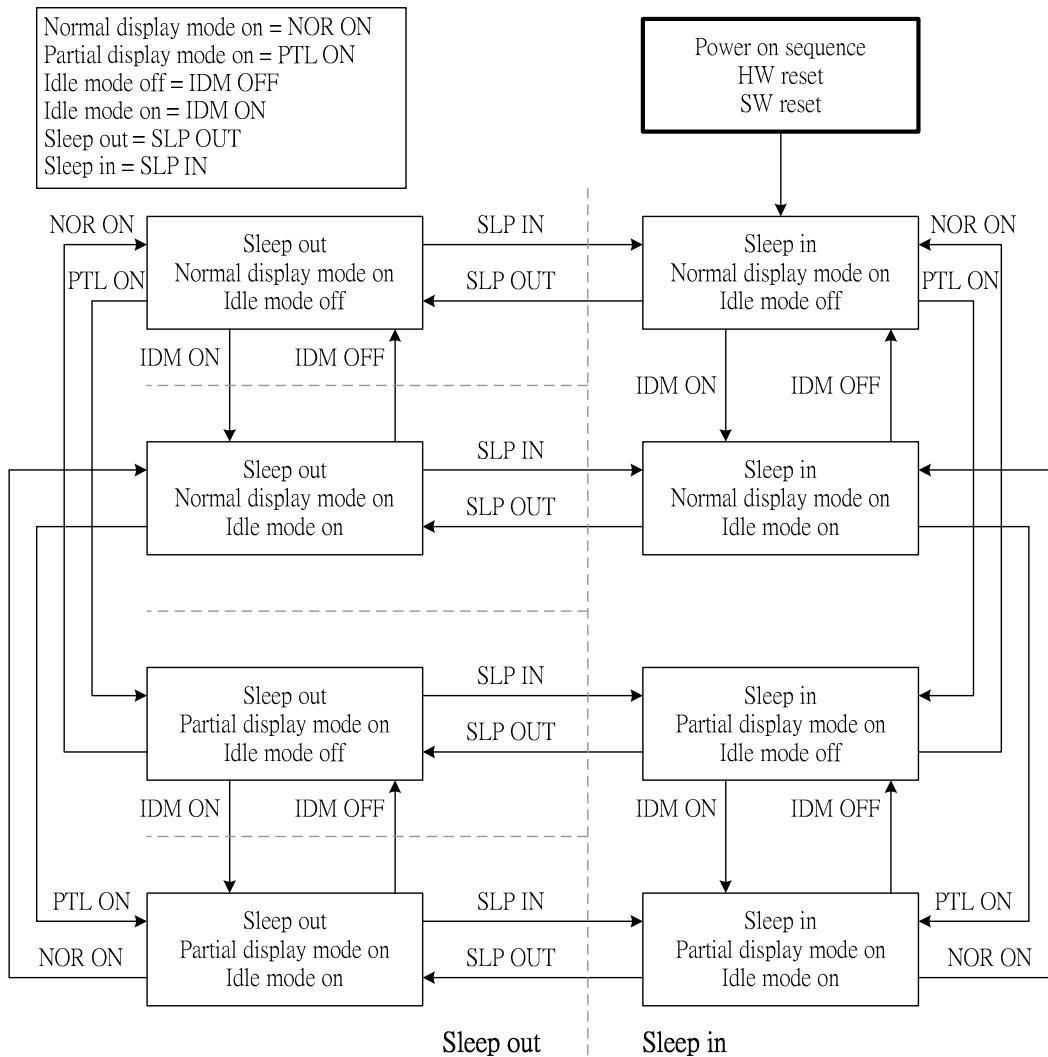 Normal display mode on = NOR ON
Partial display mode on = PTL ON
Idle mode off = IDM OFF
Idle mode on = IDM ON
Sleep out = SLP OUT
Sleep in = SLP IN
Power on sequence
HW reset
SW reset
NOR ON
PTL ON
Sleep out
Normal display mode on
Idle mode off
SLP IN
SLP OUT
Sleep in
Normal display mode on
Idle mode off
NOR ON
PTL ON
IDM ON
IDM OFF
IDM ON
IDM OFF
Sleep out
Normal display mode on
Idle mode on
SLP IN
SLP OUT
Sleep in
Normal display mode on
Idle mode on
Sleep out
Partial display mode on
Idle mode off
SLP IN
SLP OUT
Sleep in
Partial display mode on
Idle mode off
IDM ON
IDM OFF
IDM ON
IDM OFF
PTL ON
NOR ON
Sleep out
Partial display mode on
Idle mode on
SLP IN
SLP OUT
Sleep in
Partial display mode on
Idle mode on
PTL ON
NOR ON
Sleep out
Sleep in